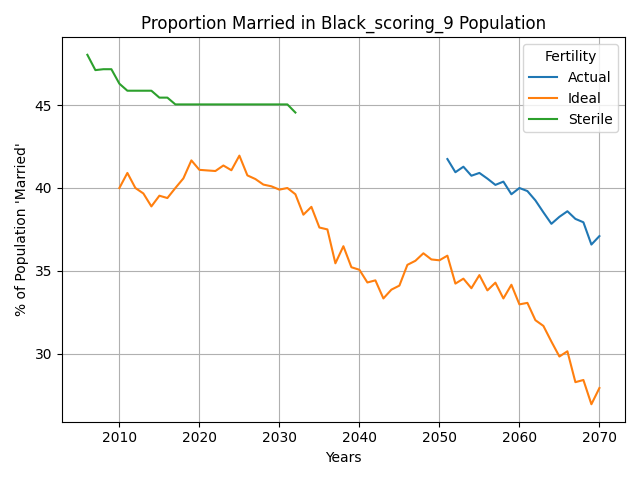 Proportion Married in Black_scoring_9 Population
% of Population 'Married'
45
40
35
30
Fertility
Actual
Ideal
Sterile
2010 2020 2030 2040 2050 2060 2070
Years